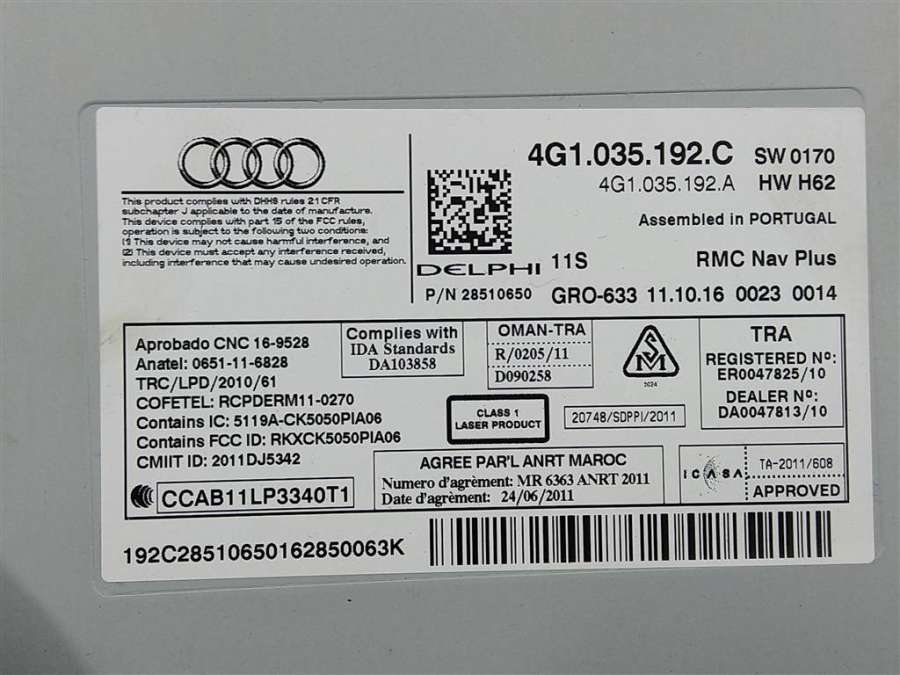 This product complies with DHHS rules 21 CFR
subchapter J applicable to the date of manufacture.
This device complies with part 15 of the FCC rules,
operation is subject to the following two conditions:
(1) This device may not cause harmful interference, and
(2) This device must accept any interference received,
including interference that may cause undesired operation.
4G1.035.192.C SW 0170
4G1.035.192.A HW H62
Assembled in PORTUGAL
DELPHI 11S RMC Nav Plus
P/N 28510650 GRO-633 11.10.16 0023 0014
Aprobado CNC 16-9528
Anatel: 0651-11-6828
TRC/LPD/2010/61
COFETEL: RCPDERM11-0270
Contains IC: 5119A-CK5050PIA06
Contains FCC ID: RKXCK5050PIA06
CMIIT ID: 2011DJ5342
CCAB11LP3340T1
Complies with
IDA Standards
DA103858
OMAN-TRA
R/0205/11
D090258
SM
2024
TRA
REGISTERED Nº:
ER0047825/10
DEALER Nº:
DA0047813/10
CLASS 1
LASER PRODUCT
20748/SDPPI/2011
AGREE PAR'L ANRT MAROC
Numero d'agrément: MR 6363 ANRT 2011
Date d'agrément: 24/06/2011
ICASA
TA-2011/608
APPROVED
192C28510650162850063K